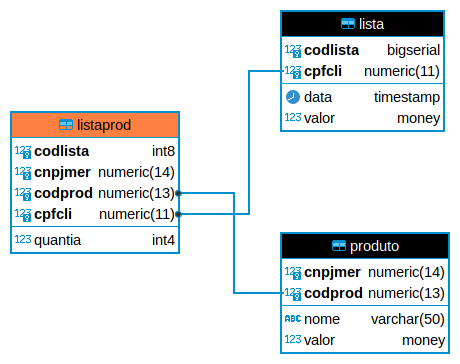 lista
codlista bigserial
cpfcli numeric(11)
data timestamp
123 valor money
listaprod
123 codlista int8
123 cnpjmer numeric(14)
123 codprod numeric(13)
123 cpfcli numeric(11)
123 quantia int4
produto
123 cnpjmer numeric(14)
123 codprod numeric(13)
ABC nome varchar(50)
123 valor money